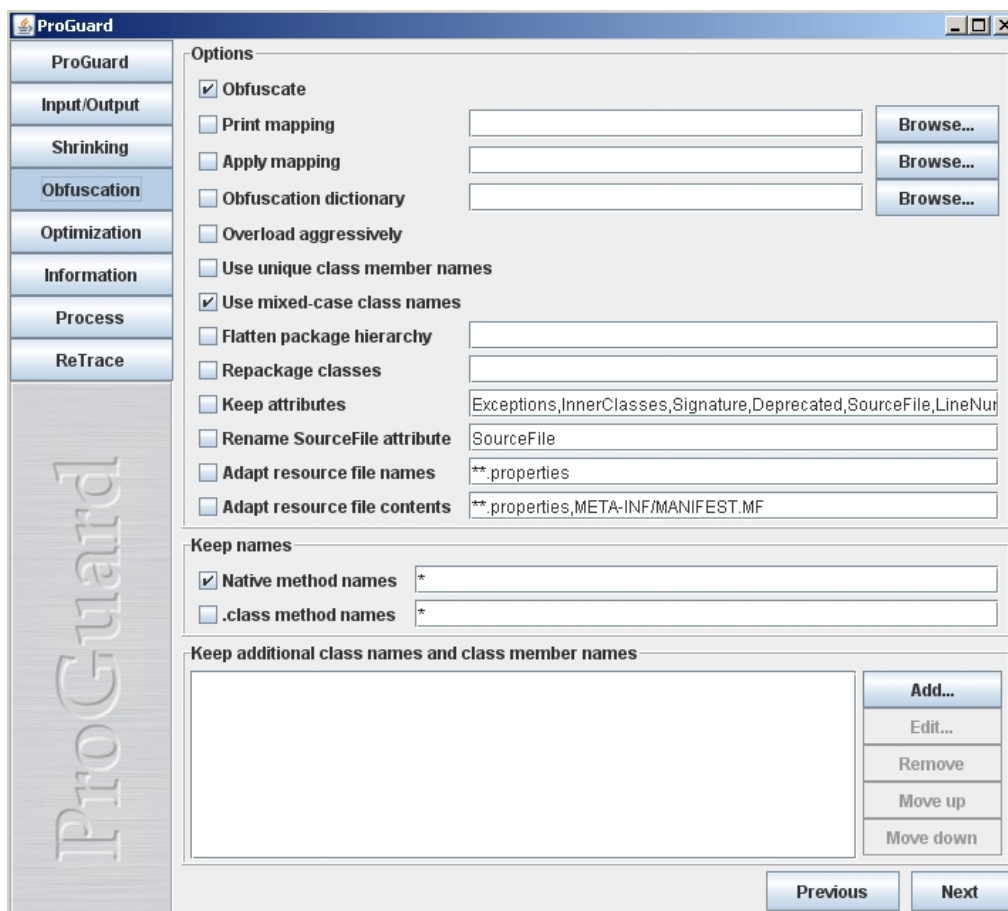 ProGuard
ProGuard
Input/Output
Shrinking
Obfuscation
Optimization
Information
Process
ReTrace
ProGuard
Options
Obfuscate
Print mapping Browse...
Apply mapping Browse...
Obfuscation dictionary Browse...
Overload aggressively
Use unique class member names
Use mixed-case class names
Flatten package hierarchy
Repackage classes
Keep attributes Exceptions,InnerClasses,Signature,Deprecated,SourceFile,LineNur
Rename SourceFile attribute SourceFile
Adapt resource file names **.properties
Adapt resource file contents **.properties,META-INF/MANIFEST.MF
Keep names
Native method names *
.class method names *
Keep additional class names and class member names
Add...
Edit...
Remove
Move up
Move down
Previous Next